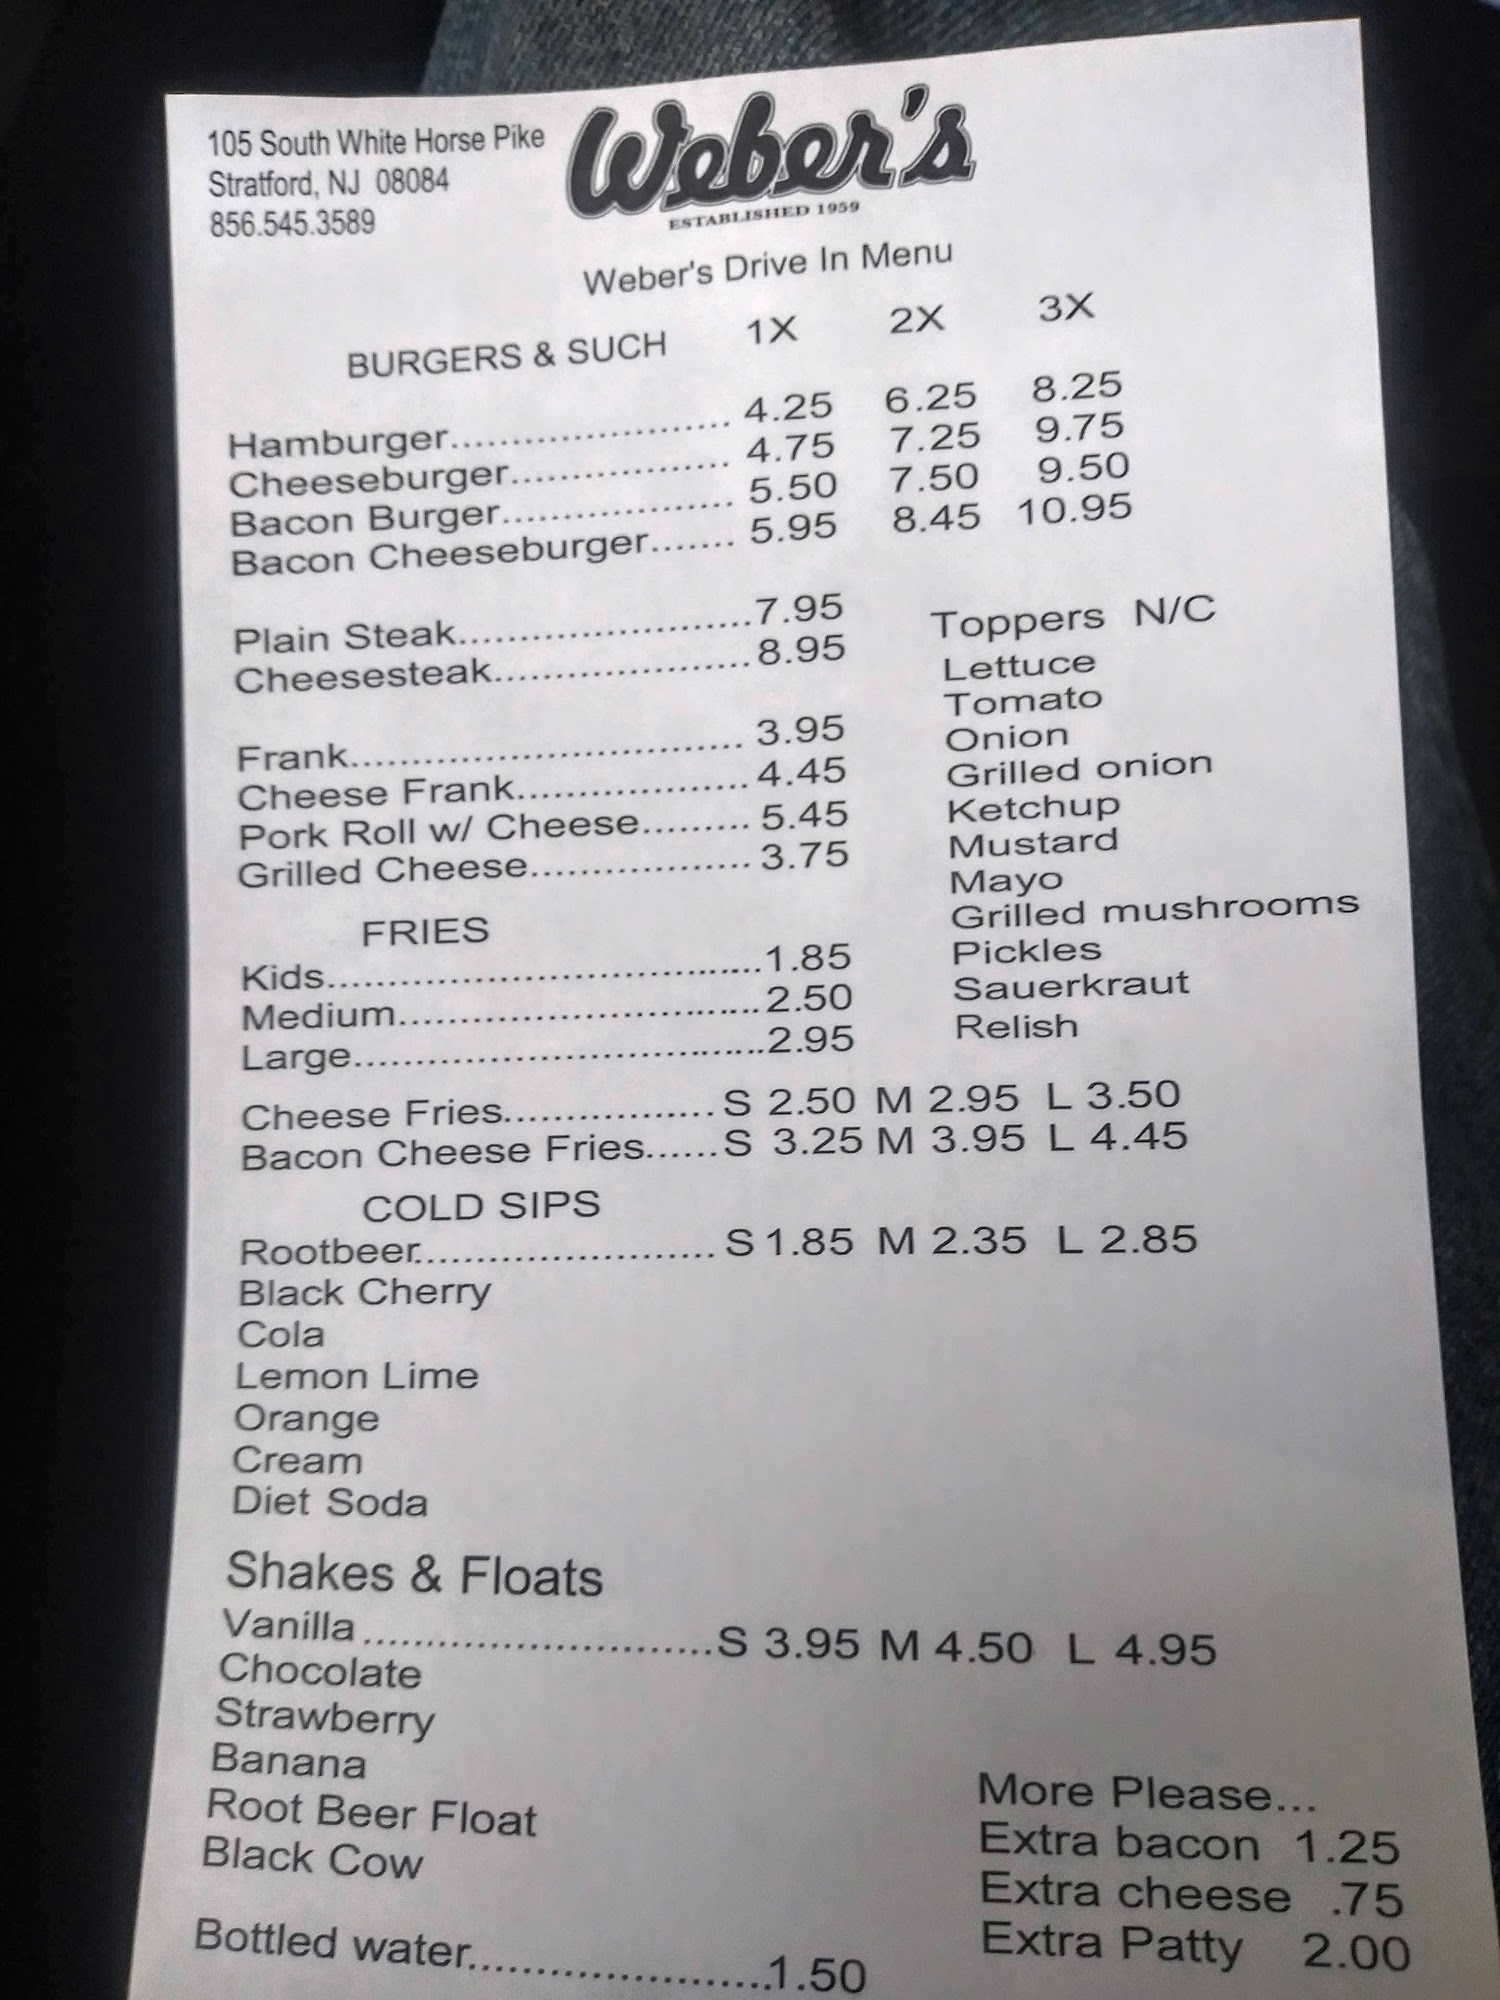 105 South White Horse Pike
Stratford, NJ 08084
856.545.3589
Weber's
ESTABLISHED 1959
Weber's Drive In Menu
BURGERS & SUCH 1X 2X 3X
Hamburger....................... 4.25 6.25 8.25
Cheeseburger.................. 4.75 7.25 9.75
Bacon Burger................... 5.50 7.50 9.50
Bacon Cheeseburger....... 5.95 8.45 10.95
Plain Steak........................7.95
Cheesesteak.....................8.95
Frank................................ 3.95
Cheese Frank...................4.45
Pork Roll w/ Cheese......... 5.45
Grilled Cheese.................. 3.75
Toppers N/C
Lettuce
Tomato
Onion
Grilled onion
Ketchup
Mustard
Mayo
Grilled mushrooms
Pickles
Sauerkraut
Relish
FRIES
Kids...................................1.85
Medium.............................2.50
Large.................................2.95
Cheese Fries.................S 2.50 M 2.95 L 3.50
Bacon Cheese Fries......S 3.25 M 3.95 L 4.45
COLD SIPS
Rootbeer........................ S 1.85 M 2.35 L 2.85
Black Cherry
Cola
Lemon Lime
Orange
Cream
Diet Soda
Shakes & Floats
Vanilla............................S 3.95 M 4.50 L 4.95
Chocolate
Strawberry
Banana
Root Beer Float
Black Cow
Bottled water.......................1.50
More Please...
Extra bacon 1.25
Extra cheese .75
Extra Patty 2.00